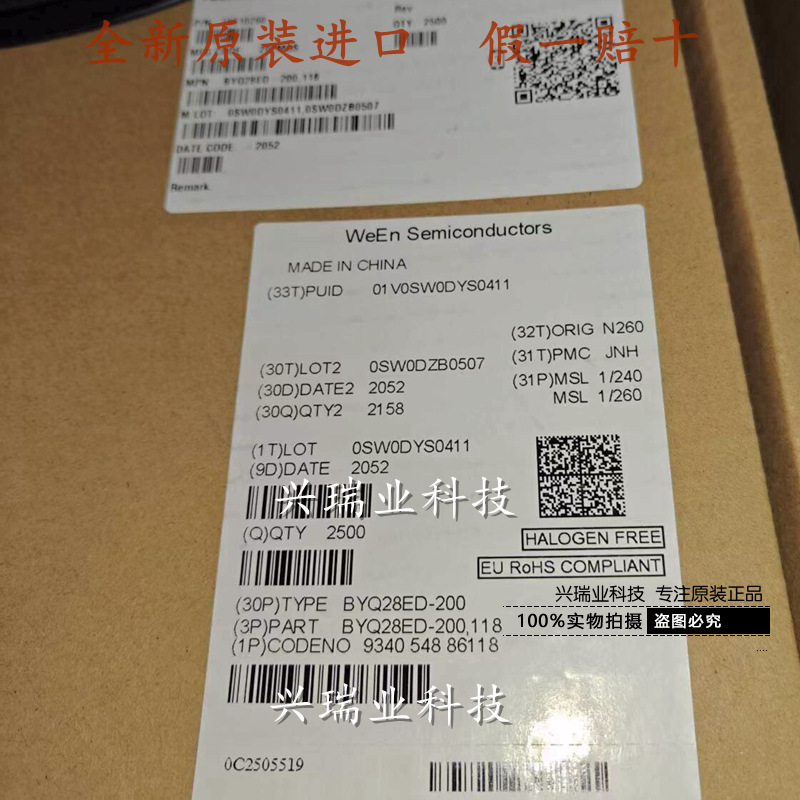 全新原装进口 假一赔十
Rev
QTY 2500
MPN BYQ28ED-200,118
M LOT 0SW0DYS0411,0SW0DZB0507
DATE CODE 2052
Remark
WeEn Semiconductors
MADE IN CHINA
(33T)PUID 01V0SW0DYS0411
(32T)ORIG N260
(31T)PMC JNH
(30T)LOT2 0SW0DZB0507
(31P)MSL 1/240
(30D)DATE2 2052
MSL 1/260
(30Q)QTY2 2158
(1T)LOT 0SW0DYS0411
(9D)DATE 2052
兴瑞业科技
(Q)QTY 2500
HALOGEN FREE
EU RoHS COMPLIANT
兴瑞业科技 专注原装正品
(30P)TYPE BYQ28ED-200
100%实物拍摄 盗图必究
(3P)PART BYQ28ED-200,118
(1P)CODENO 9340 548 86118
兴瑞业科技
0C2505519